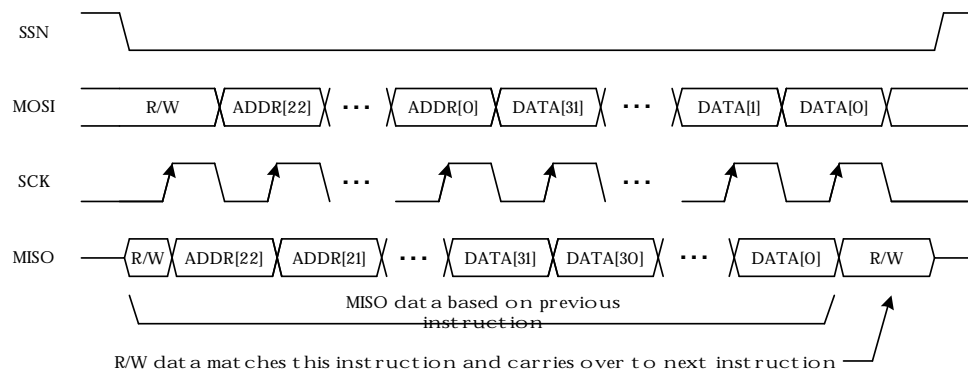 SSN
MOSI R/W ADDR[22] ... ADDR[0] DATA[31] ... DATA[1] DATA[0]
SCK ... ...
MISO R/W ADDR[22] ADDR[21] ... DATA[31] DATA[30] ... DATA[0] R/W
MISO data based on previous
instruction
R/W data matches this instruction and carries over to next instruction